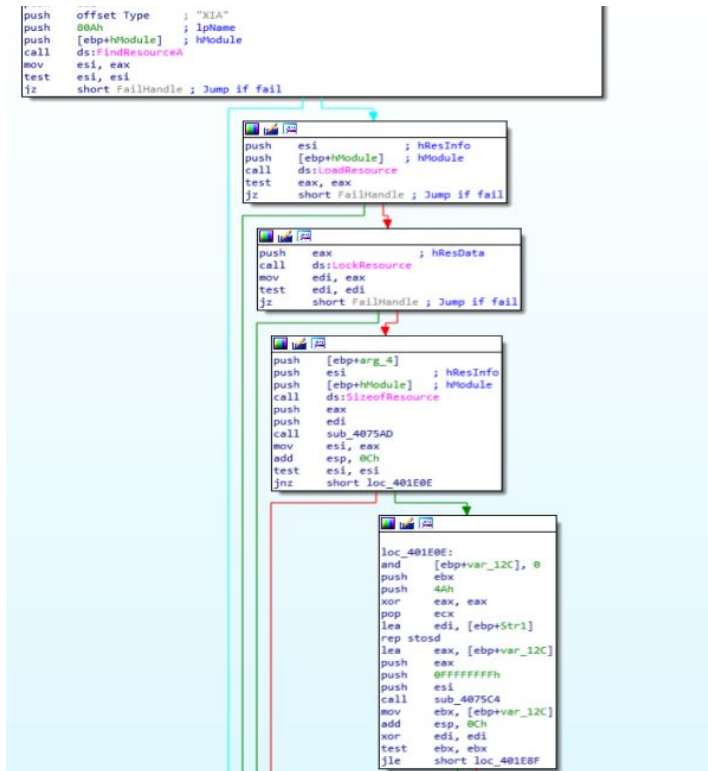 push offset Type ; "XIA"
push 80Ah ; lpName
push [ebp+hModule] ; hModule
call ds:FindResourceA
mov esi, eax
test esi, esi
jz short FailHandle ; Jump if fail
push esi ; hResInfo
push [ebp+hModule] ; hModule
call ds:LoadResource
test eax, eax
jz short FailHandle ; Jump if fail
push eax ; hResData
call ds:LockResource
mov edi, eax
test edi, edi
jz short FailHandle ; Jump if fail
push [ebp+arg_4]
push esi ; hResInfo
push [ebp+hModule] ; hModule
call ds:SizeofResource
push eax
push edi
call sub_4075AD
mov esi, eax
add esp, 0Ch
test esi, esi
jnz short loc_401E0E
loc_401E0E:
and [ebp+var_12C], 0
push ebx
push 4Ah
xor eax, eax
pop ecx
lea edi, [ebp+Str1]
rep stosd
lea eax, [ebp+var_12C]
push eax
push 0FFFFFFFFh
push esi
call sub_4075C4
mov ebx, [ebp+var_12C]
add esp, 0Ch
xor edi, edi
test ebx, ebx
jle short loc_401E8F